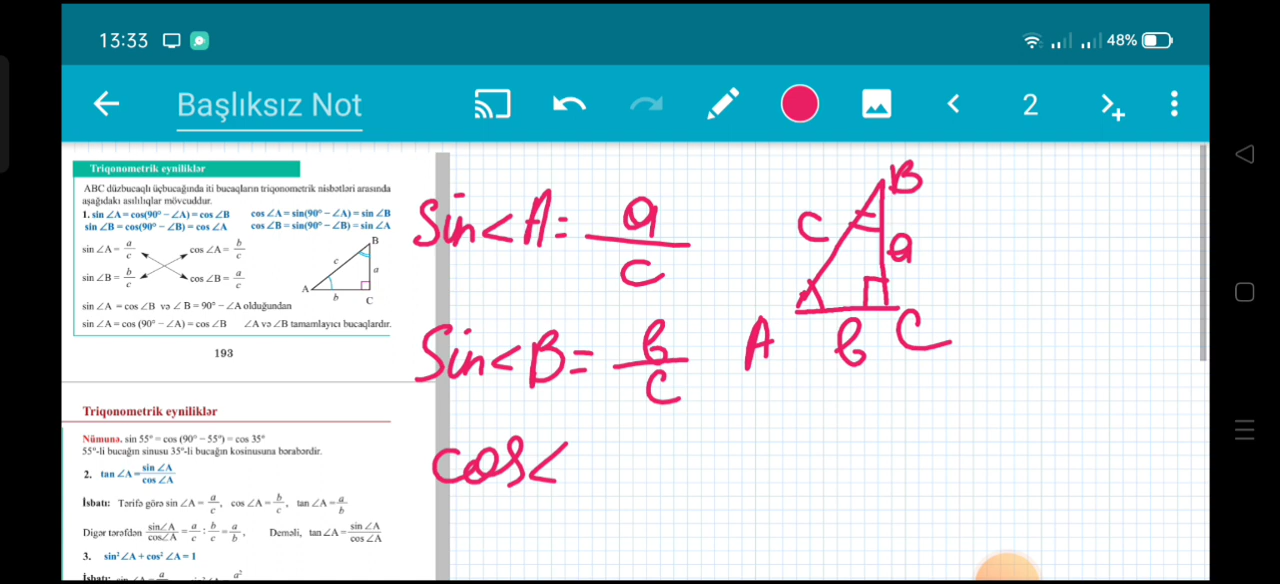 13:33 48%
Başlıksız Not 2
Triqonometrik eyniliklər
ABC düzbucaqlı üçbucağında iti bucaqların triqonometrik nisbətləri arasında
aşağıdakı asılılıqlar mövcuddur.
1. sin ∠A = cos(90° − ∠A) = cos ∠B cos ∠A = sin(90° − ∠A) = sin ∠B
sin ∠B = cos(90° − ∠B) = cos ∠A cos ∠B = sin(90° − ∠B) = sin ∠A
sin ∠A = a/c cos ∠A = b/c
sin ∠B = b/c cos ∠B = a/c
B
c a
A b C
sin ∠A = cos ∠B və ∠B = 90° − ∠A olduğundan
sin ∠A = cos (90° − ∠A) = cos ∠B ∠A və ∠B tamamlayıcı bucaqlardır.
193
Triqonometrik eyniliklər
Nümunə. sin 55° = cos (90° − 55°) = cos 35°
55°-li bucağın sinusu 35°-li bucağın kosinusuna bərabərdir.
2. tan ∠A = sin ∠A / cos ∠A
İsbatı: Tərifə görə sin ∠A = a/c, cos ∠A = b/c, tan ∠A = a/b
Digər tərəfdən sin∠A / cos∠A = a/c : b/c = a/b, Deməli, tan ∠A = sin ∠A / cos ∠A
3. sin² ∠A + cos² ∠A = 1
Sin<A = a/c
Sin<B = b/c
cos<
B
c a
A b C